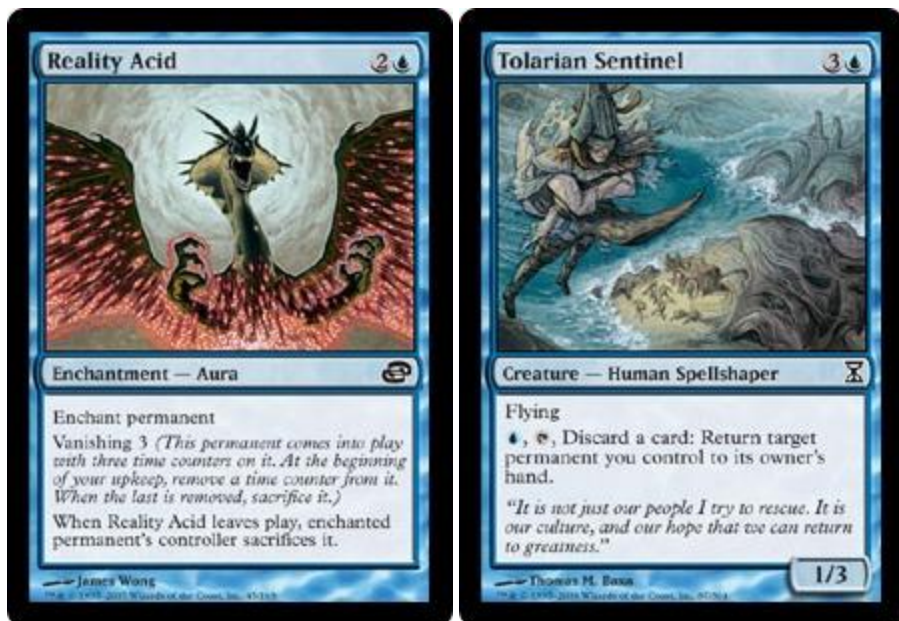 Reality Acid
2
Enchantment — Aura
Enchant permanent
Vanishing 3 (This permanent comes into play
with three time counters on it. At the beginning
of your upkeep, remove a time counter from it.
When the last is removed, sacrifice it.)
When Reality Acid leaves play, enchanted
permanent's controller sacrifices it.
James Wong
Tolarian Sentinel
3
Creature — Human Spellshaper
Flying
, , Discard a card: Return target
permanent you control to its owner's
hand.
"It is not just our people I try to rescue. It is
our culture, and our hope that we can return
to greatness."
1/3
Thomas M. Baxa